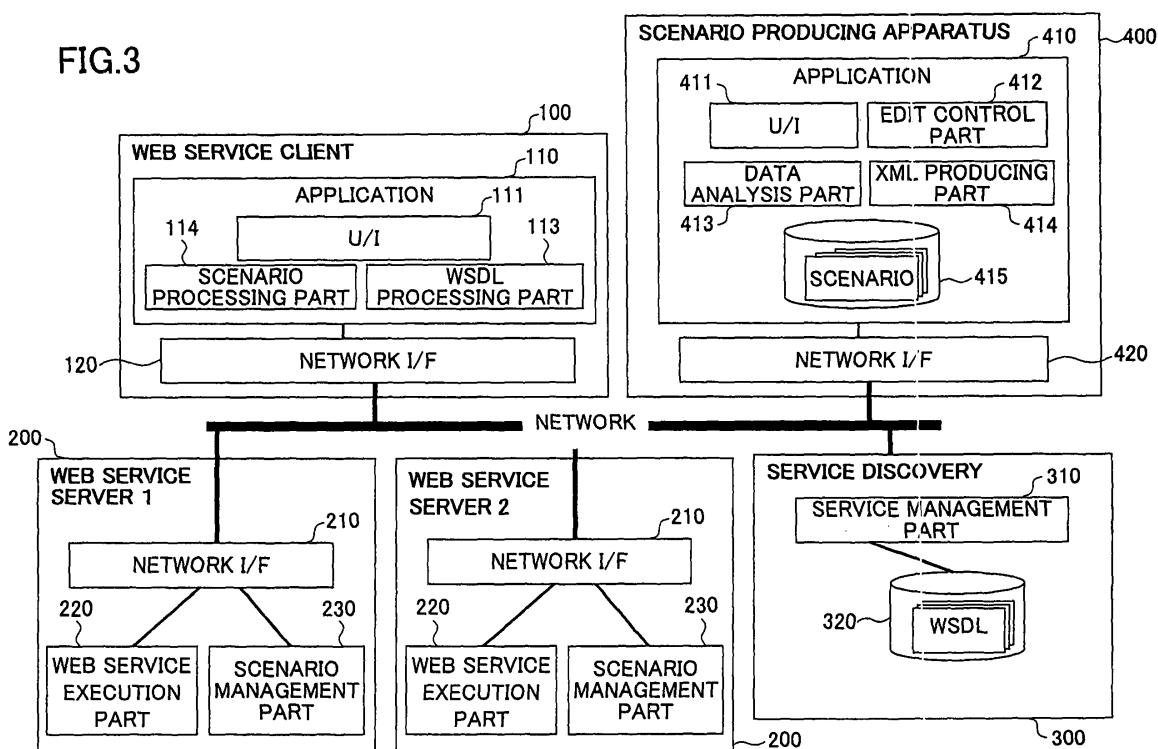 FIG.3
100
WEB SERVICE CLIENT
110
APPLICATION
111
U/I
114
113
SCENARIO
PROCESSING PART
WSDL
PROCESSING PART
120
NETWORK I/F
SCENARIO PRODUCING APPARATUS
400
410
APPLICATION
411
412
U/I
EDIT CONTROL
PART
DATA
ANALYSIS PART
XML PRODUCING
PART
413
414
SCENARIO
415
NETWORK I/F
420
NETWORK
200
WEB SERVICE
SERVER 1
210
NETWORK I/F
220
230
WEB SERVICE
EXECUTION
PART
SCENARIO
MANAGEMENT
PART
WEB SERVICE
SERVER 2
210
NETWORK I/F
220
230
WEB SERVICE
EXECUTION
PART
SCENARIO
MANAGEMENT
PART
200
SERVICE DISCOVERY
310
SERVICE MANAGEMENT
PART
320
WSDL
300